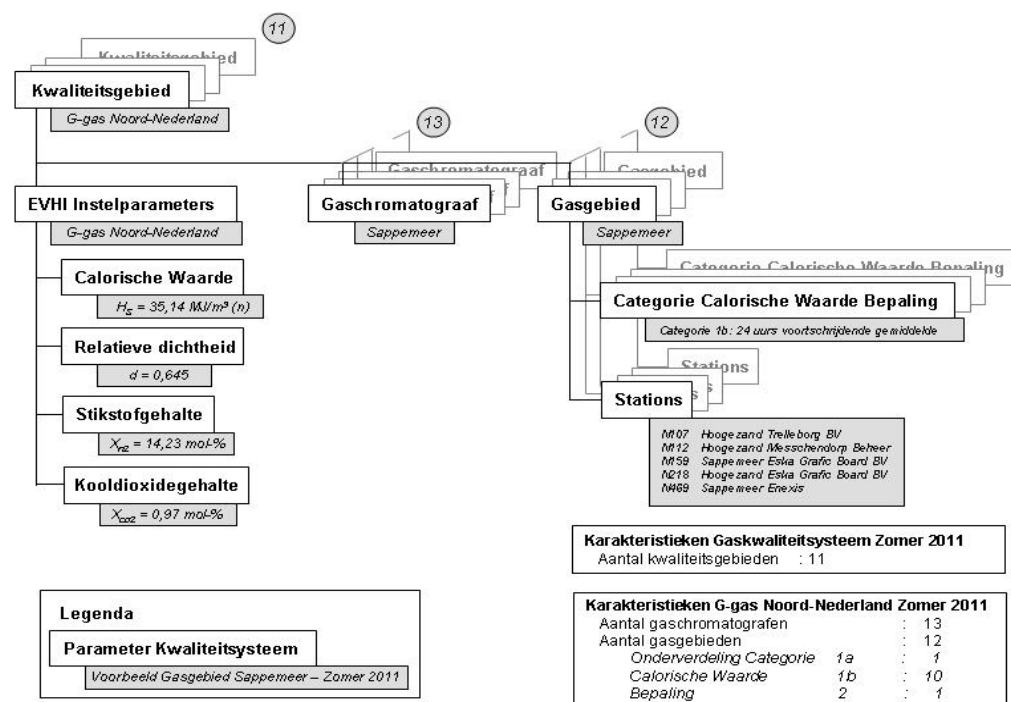 11
Kwaliteitsgebied
Kwaliteitsgebied
G-gas Noord-Nederland
13
12
Gaschromatograaf
Gasgebied
EVHI Instelparameters
G-gas Noord-Nederland
Gaschromatograaf
Sappemeer
Gasgebied
Sappemeer
Calorische Waarde
Hs = 35,14 MJ/m³ (n)
Categorie Calorische Waarde Bepaling
Categorie Calorische Waarde Bepaling
Categorie 1b: 24 uurs voortschrijdende gemiddelde
Relatieve dichtheid
d = 0,645
Stations
Stations
Stikstofgehalte
Xn2 = 14,23 mol-%
N107 Hoogezand Trelleborg BV
N112 Hoogezand Messchendorp Beheer
N159 Sappemeer Eska Grafic Board BV
N218 Hoogezand Eska Grafic Board BV
N469 Sappemeer Enexis
Kooldioxidegehalte
Xco2 = 0,97 mol-%
Karakteristieken Gaskwaliteitsysteem Zomer 2011
Aantal kwaliteitsgebieden : 11
Legenda
Parameter Kwaliteitsysteem
Voorbeeld Gasgebied Sappemeer – Zomer 2011
Karakteristieken G-gas Noord-Nederland Zomer 2011
Aantal gaschromatografen : 13
Aantal gasgebieden : 12
Onderverdeling Categorie 1a : 1
Calorische Waarde 1b : 10
Bepaling 2 : 1